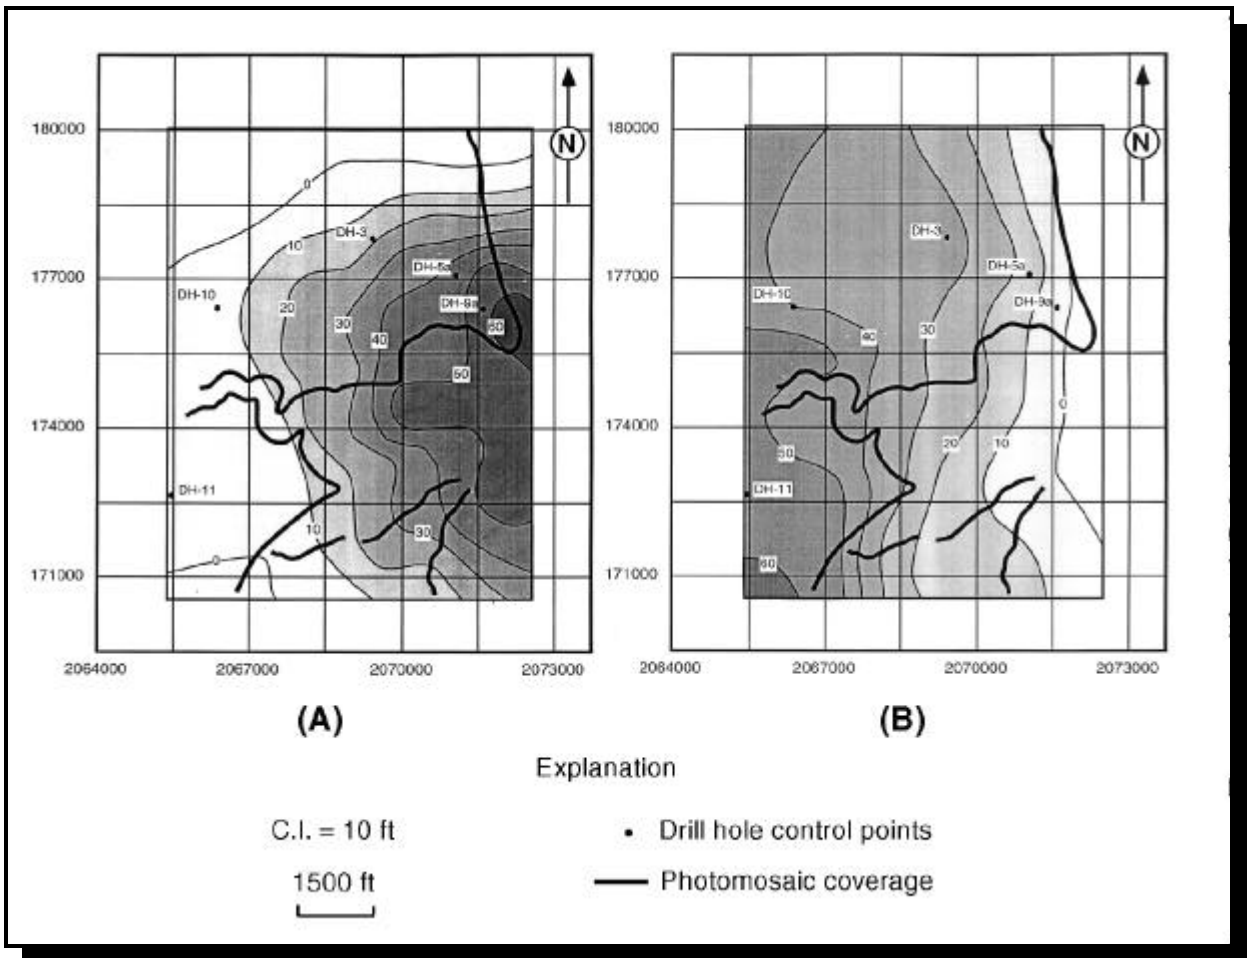 N
N
180000
180000
0
DH-3
DH-3
10
177000
DH-5a
177000
DH-5a
DH-10
DH-10
DH-9a
DH-9a
20
30
60
30
40
40
50
174000
174000
0
20
10
50
DH-11
DH-11
10
30
0
60
171000
171000
2064000
2067000
2070000
2073000
2064000
2067000
2070000
2073000
(A)
(B)
Explanation
C.I. = 10 ft
Drill hole control points
1500 ft
Photomosaic coverage